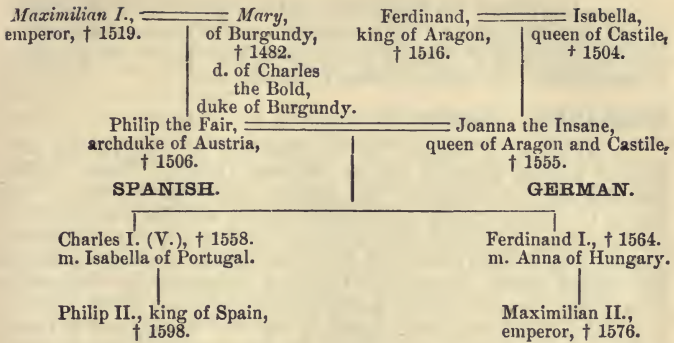 Maximilian I., Mary, Ferdinand, Isabella,
emperor, † 1519. of Burgundy, king of Aragon, queen of Castile,
† 1482. † 1516. † 1504.
d. of Charles
the Bold,
duke of Burgundy.
Philip the Fair, Joanna the Insane,
archduke of Austria, queen of Aragon and Castile,
† 1506. † 1555.
SPANISH. GERMAN.
Charles I. (V.), † 1558. Ferdinand I., † 1564.
m. Isabella of Portugal. m. Anna of Hungary.
Philip II., king of Spain, Maximilian II.,
† 1598. emperor, † 1576.